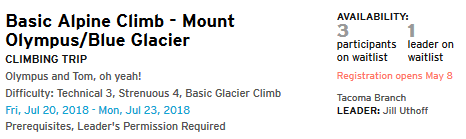 Basic Alpine Climb - Mount
Olympus/Blue Glacier
CLIMBING TRIP
Olympus and Tom, oh yeah!
Difficulty: Technical 3, Strenuous 4, Basic Glacier Climb
Fri, Jul 20, 2018 - Mon, Jul 23, 2018
Prerequisites, Leader's Permission Required
AVAILABILITY:
3 participants on waitlist
1 leader on waitlist
Registration opens May 8
Tacoma Branch
LEADER: Jill Uthoff